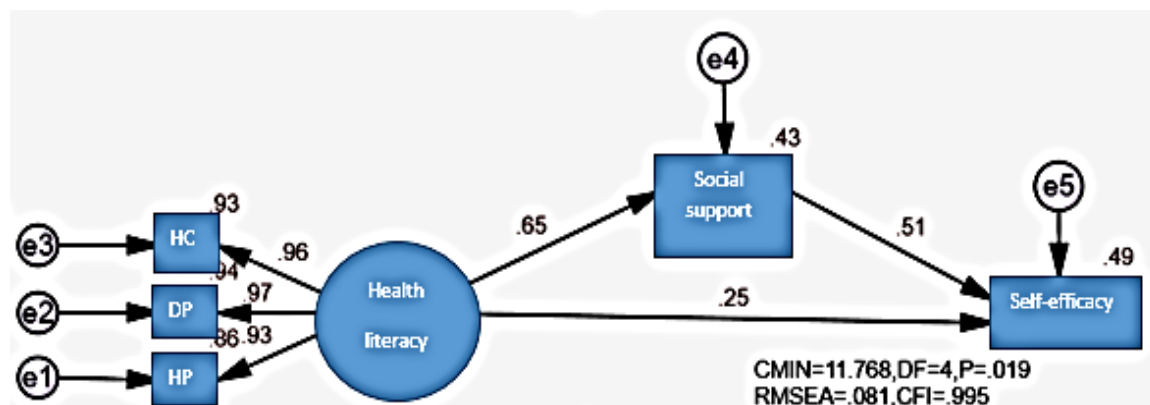 e4
.43
Social
support
e5
.93
.65
.51
.49
e3
HC
.96
.94
Health
literacy
.25
Self-efficacy
e2
DP
.97
.86
.93
e1
HP
CMIN=11.768,DF=4,P=.019
RMSEA=.081,CFI=.995